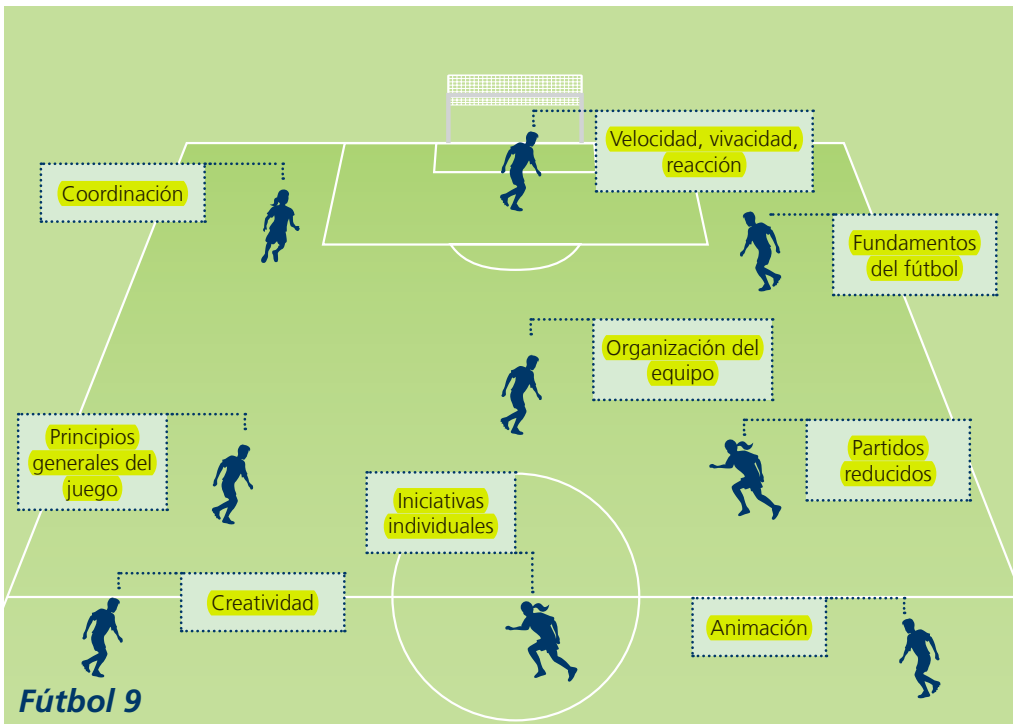 Velocidad, vivacidad,
reacción
Coordinación
Fundamentos
del fútbol
Organización del
equipo
Principios
generales del
juego
Partidos
reducidos
Iniciativas
individuales
Creatividad
Animación
Fútbol 9